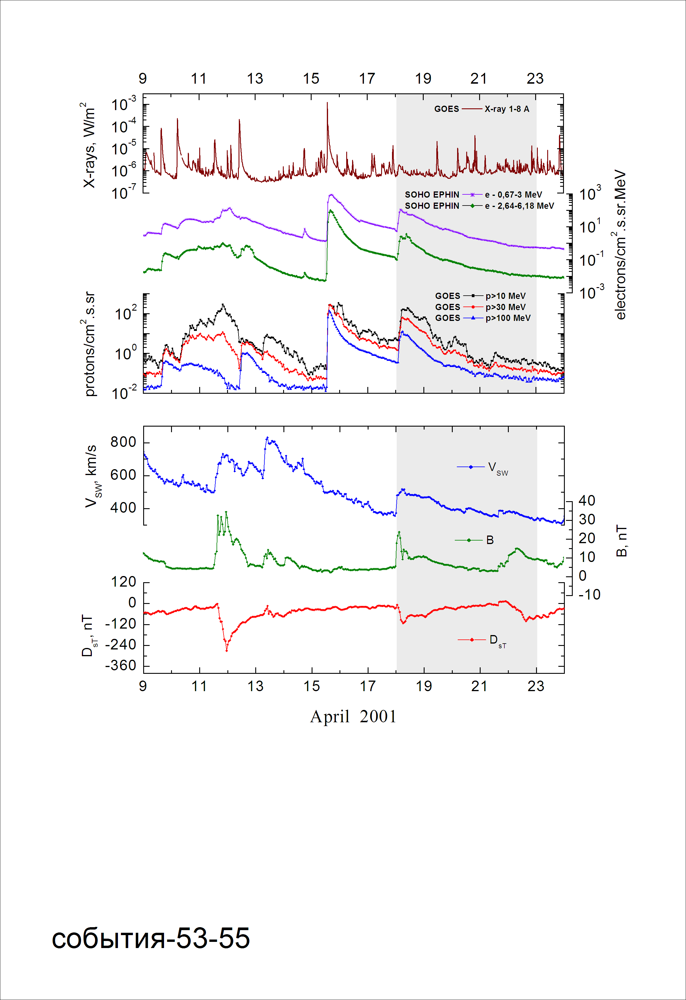 9 11 13 15 17 19 21 23
X-rays, W/m²
10⁻³
10⁻⁴
10⁻⁵
10⁻⁶
10⁻⁷
GOES X-ray 1-8 A
SOHO EPHIN e - 0,67-3 MeV
SOHO EPHIN e - 2,64-6,18 MeV
10³
10¹
10⁻¹
10⁻³
electrons/cm².s.sr.MeV
protons/cm².s.sr
10²
10⁰
10⁻²
GOES p>10 MeV
GOES p>30 MeV
GOES p>100 MeV
V_SW, km/s
800
600
400
V_SW
40
30
20
10
0
-10
B, nT
B
D_sT, nT
120
0
-120
-240
-360
D_sT
9 11 13 15 17 19 21 23
April 2001
события-53-55